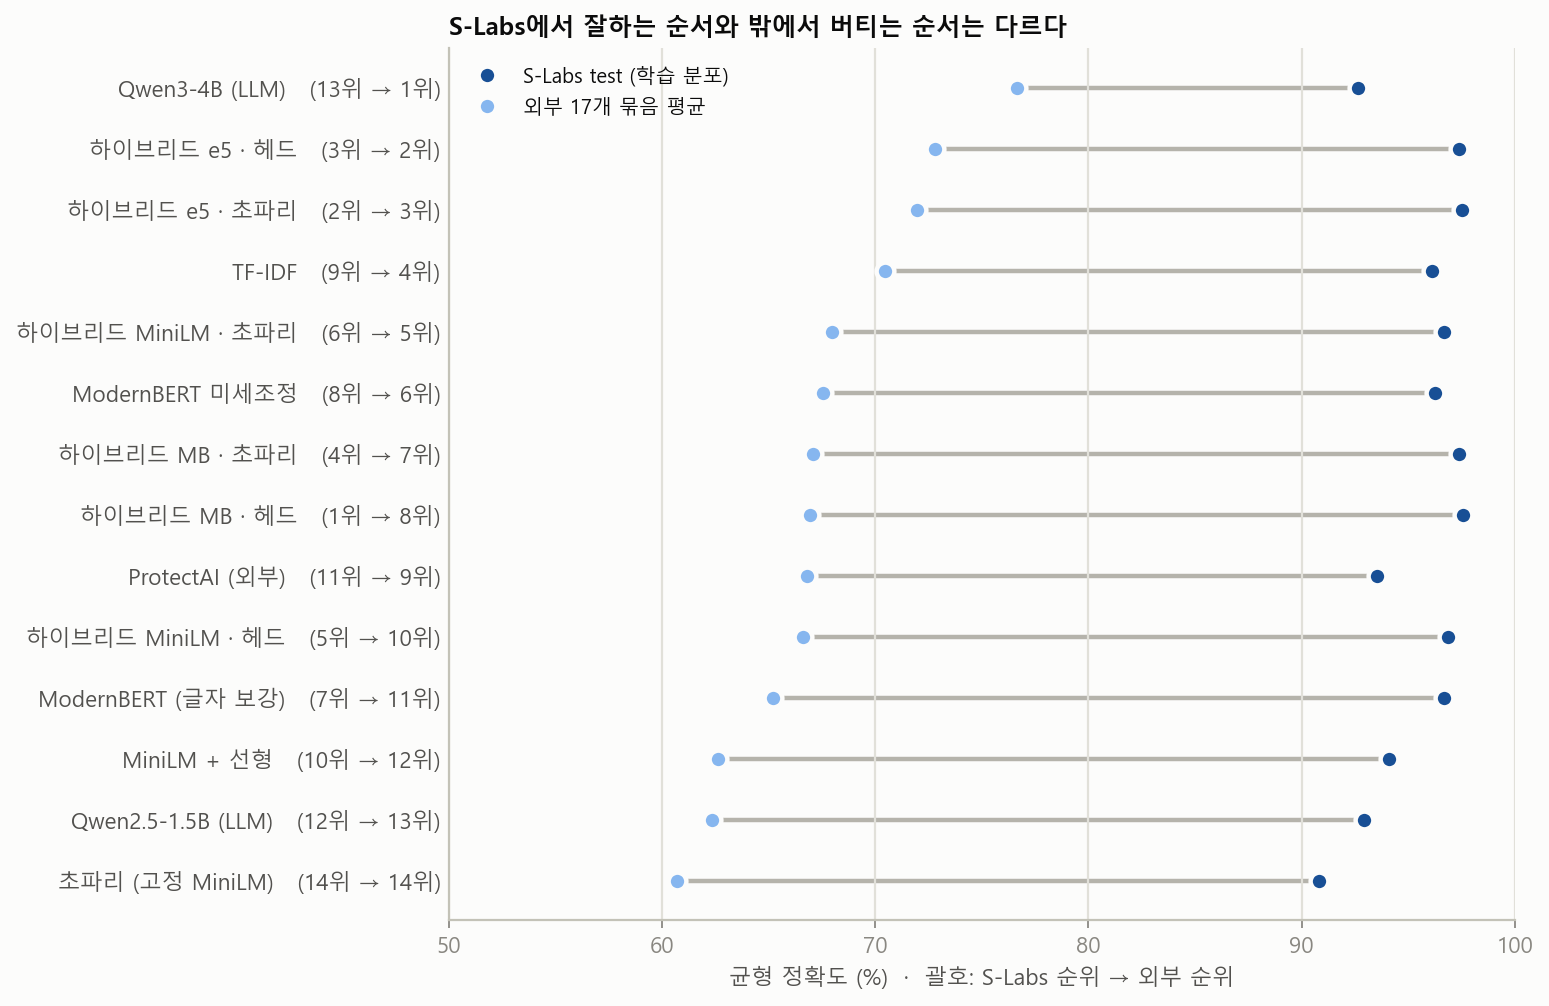 S-Labs에서 잘하는 순서와 밖에서 버티는 순서는 다르다
S-Labs test (학습 분포)
외부 17개 묶음 평균
Qwen3-4B (LLM) (13위 → 1위)
하이브리드 e5 · 헤드 (3위 → 2위)
하이브리드 e5 · 초파리 (2위 → 3위)
TF-IDF (9위 → 4위)
하이브리드 MiniLM · 초파리 (6위 → 5위)
ModernBERT 미세조정 (8위 → 6위)
하이브리드 MB · 초파리 (4위 → 7위)
하이브리드 MB · 헤드 (1위 → 8위)
ProtectAI (외부) (11위 → 9위)
하이브리드 MiniLM · 헤드 (5위 → 10위)
ModernBERT (글자 보강) (7위 → 11위)
MiniLM + 선형 (10위 → 12위)
Qwen2.5-1.5B (LLM) (12위 → 13위)
초파리 (고정 MiniLM) (14위 → 14위)
50 60 70 80 90 100
균형 정확도 (%) · 괄호: S-Labs 순위 → 외부 순위